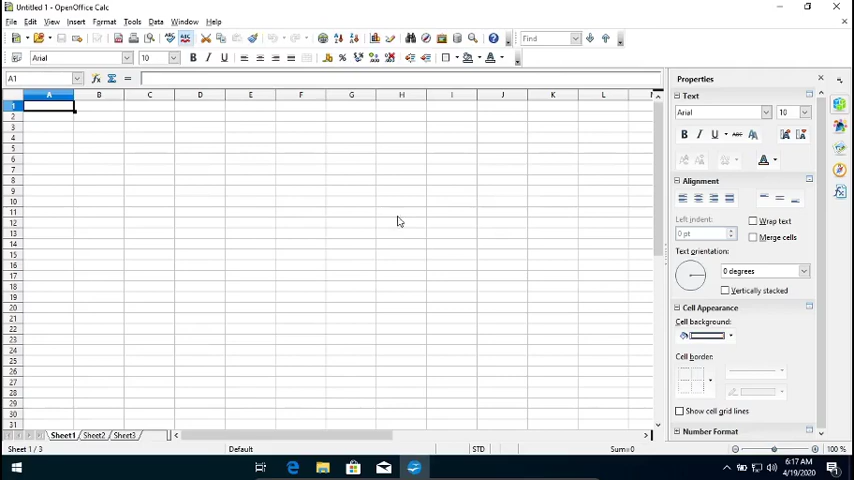 Untitled 1 - OpenOffice Calc
File Edit View Insert Format Tools Data Window Help
Find
Arial 10
A1
A B C D E F G H I J K L
1
2
3
4
5
6
7
8
9
10
11
12
13
14
15
16
17
18
19
20
21
22
23
24
25
26
27
28
29
30
31
Properties
Text
Arial 10
Alignment
Left indent:
Wrap text
0 pt
Merge cells
Text orientation:
0 degrees
Vertically stacked
Cell Appearance
Cell background:
Cell border:
Show cell grid lines
Number Format
Sheet1 Sheet2 Sheet3
Sheet 1 / 3 Default STD Sum=0 100 %
6:17 AM
4/19/2020